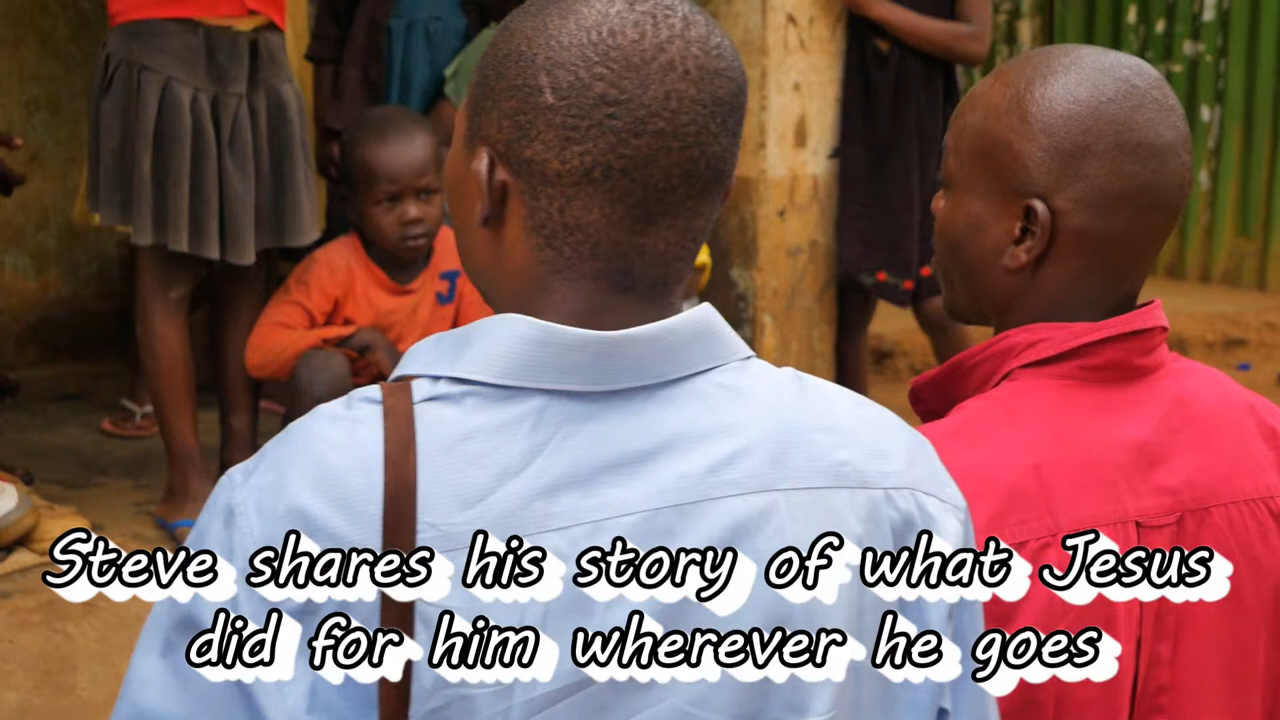 J
Steve shares his story of what Jesus
did for him wherever he goes